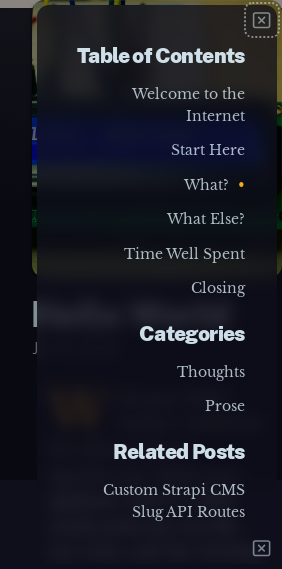 Table of Contents
Welcome to the
Internet
Start Here
What?
What Else?
Time Well Spent
Closing
Categories
Thoughts
Prose
Related Posts
Custom Strapi CMS
Slug API Routes